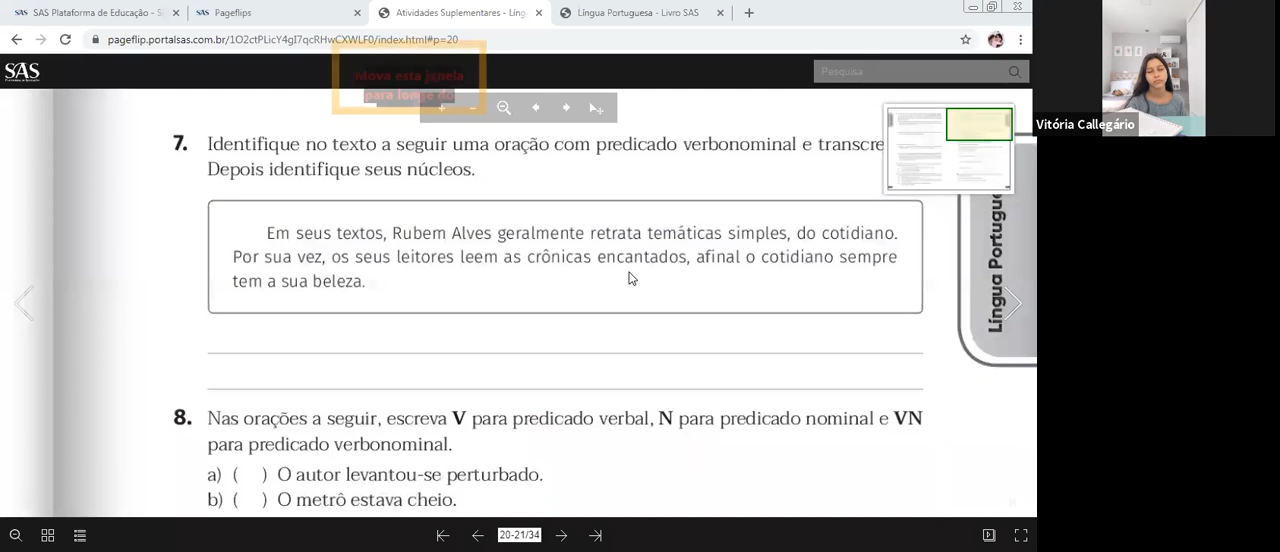 SAS Plataforma de Educação - Si
Pageflips
Atividades Suplementares - Líng
Língua Portuguesa - Livro SAS
pageflip.portalsas.com.br/1O2ctPLicY4gI7qcRHwCXWLF0/index.html#p=20
SAS
Mova esta janela
para longe do
Pesquisa
Vitória Callegário
7. Identifique no texto a seguir uma oração com predicado verbonominal e transcre
Depois identifique seus núcleos.
Em seus textos, Rubem Alves geralmente retrata temáticas simples, do cotidiano.
Por sua vez, os seus leitores leem as crônicas encantados, afinal o cotidiano sempre
tem a sua beleza.
Língua Portugue
8. Nas orações a seguir, escreva V para predicado verbal, N para predicado nominal e VN
para predicado verbonominal.
a) ( ) O autor levantou-se perturbado.
b) ( ) O metrô estava cheio.
20-21/34